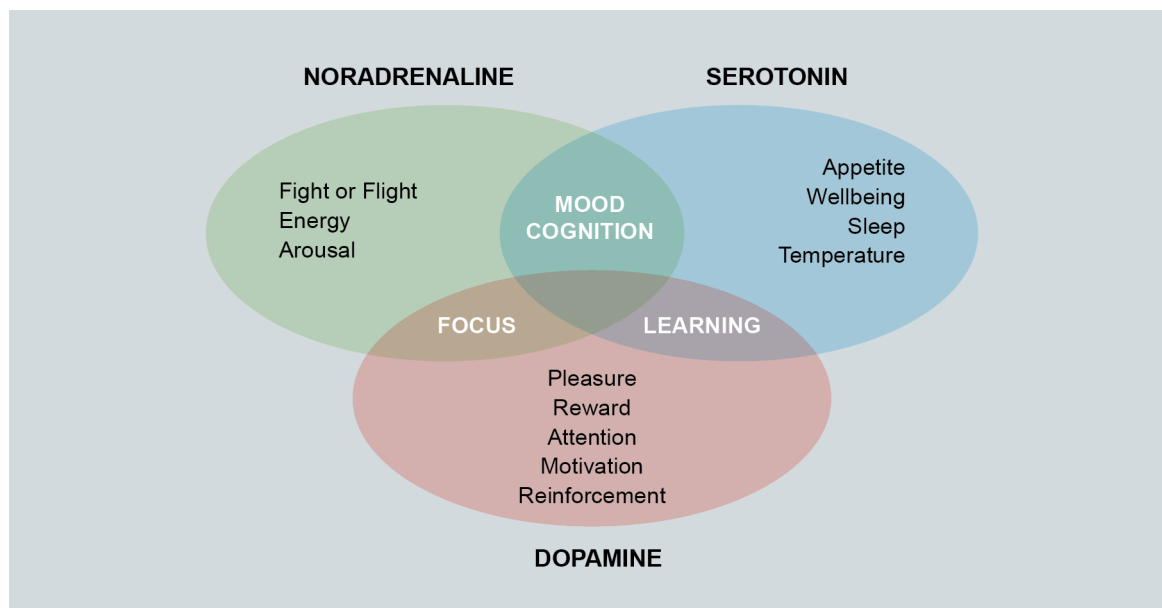 NORADRENALINE
SEROTONIN
Fight or Flight
Energy
Arousal
MOOD
COGNITION
Appetite
Wellbeing
Sleep
Temperature
FOCUS
LEARNING
Pleasure
Reward
Attention
Motivation
Reinforcement
DOPAMINE